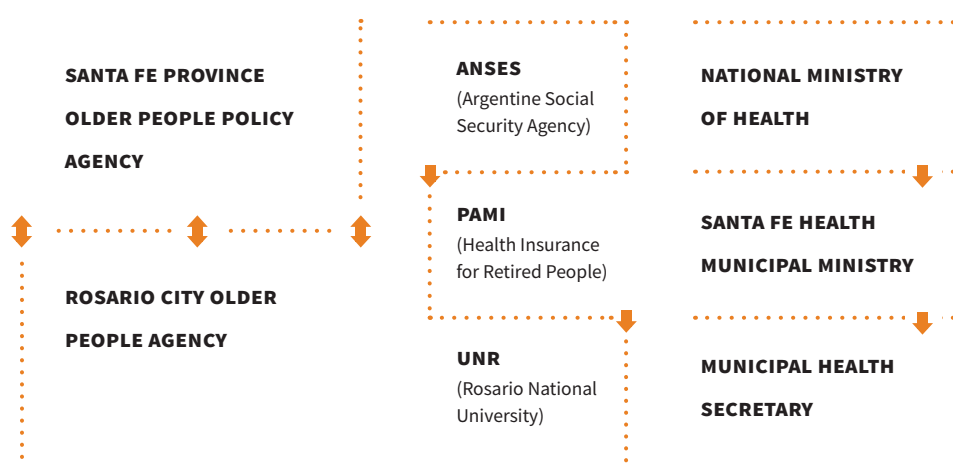 SANTA FE PROVINCE
OLDER PEOPLE POLICY
AGENCY
ROSARIO CITY OLDER
PEOPLE AGENCY
ANSES
(Argentine Social
Security Agency)
PAMI
(Health Insurance
for Retired People)
UNR
(Rosario National
University)
NATIONAL MINISTRY
OF HEALTH
SANTA FE HEALTH
MUNICIPAL MINISTRY
MUNICIPAL HEALTH
SECRETARY